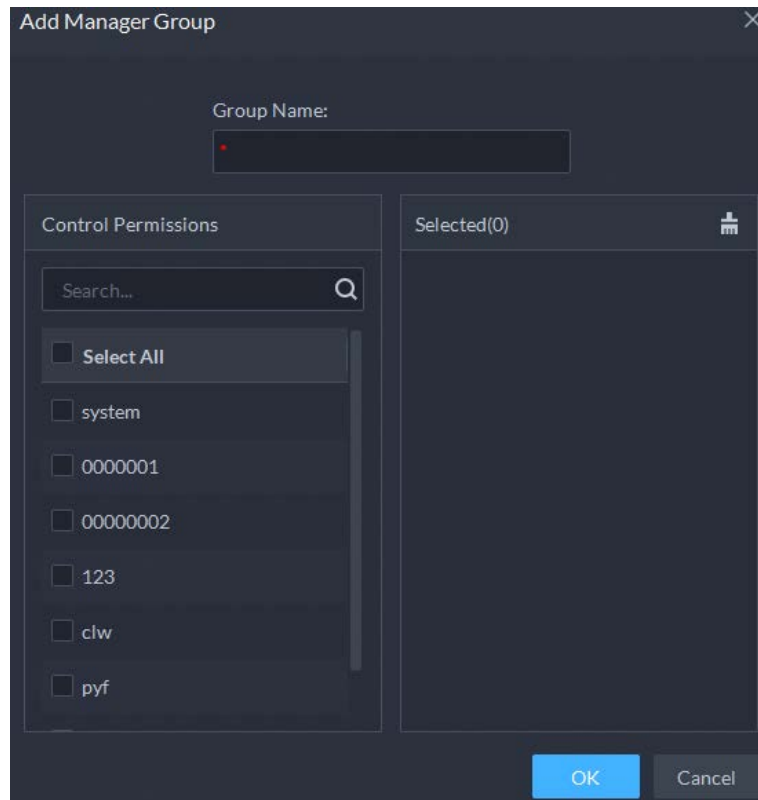 Add Manager Group
Group Name:
*
Control Permissions
Selected(0)
Search...
Select All
system
0000001
00000002
123
clw
pyf
OK
Cancel